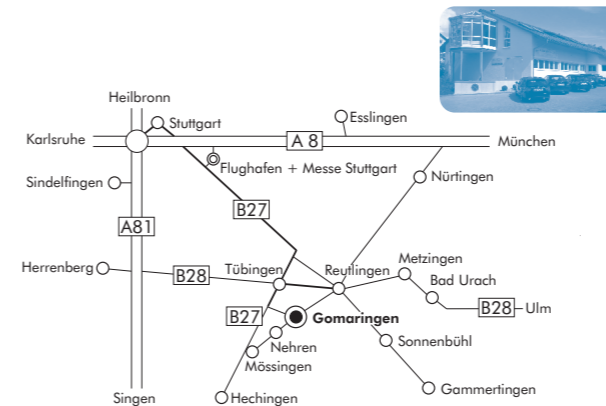 Heilbronn
Stuttgart
Esslingen
Karlsruhe
A 8
München
Flughafen + Messe Stuttgart
Nürtingen
Sindelfingen
B27
A81
Herrenberg
B28
Tübingen
Reutlingen
Metzingen
Bad Urach
B28
Ulm
B27
Gomaringen
Nehren
Mössingen
Sonnenbühl
Singen
Hechingen
Gammertingen